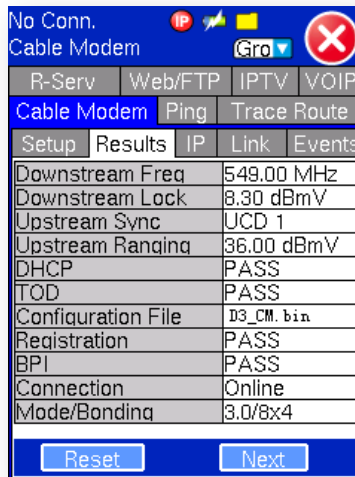 No Conn. IP
Cable Modem Gro
R-Serv Web/FTP IPTV VOIP
Cable Modem Ping Trace Route
Setup Results IP Link Events
Downstream Freq 549.00 MHz
Downstream Lock 8.30 dBmV
Upstream Sync UCD 1
Upstream Ranging 36.00 dBmV
DHCP PASS
TOD PASS
Configuration File D3_CM.bin
Registration PASS
BPI PASS
Connection Online
Mode/Bonding 3.0/8x4
Reset Next